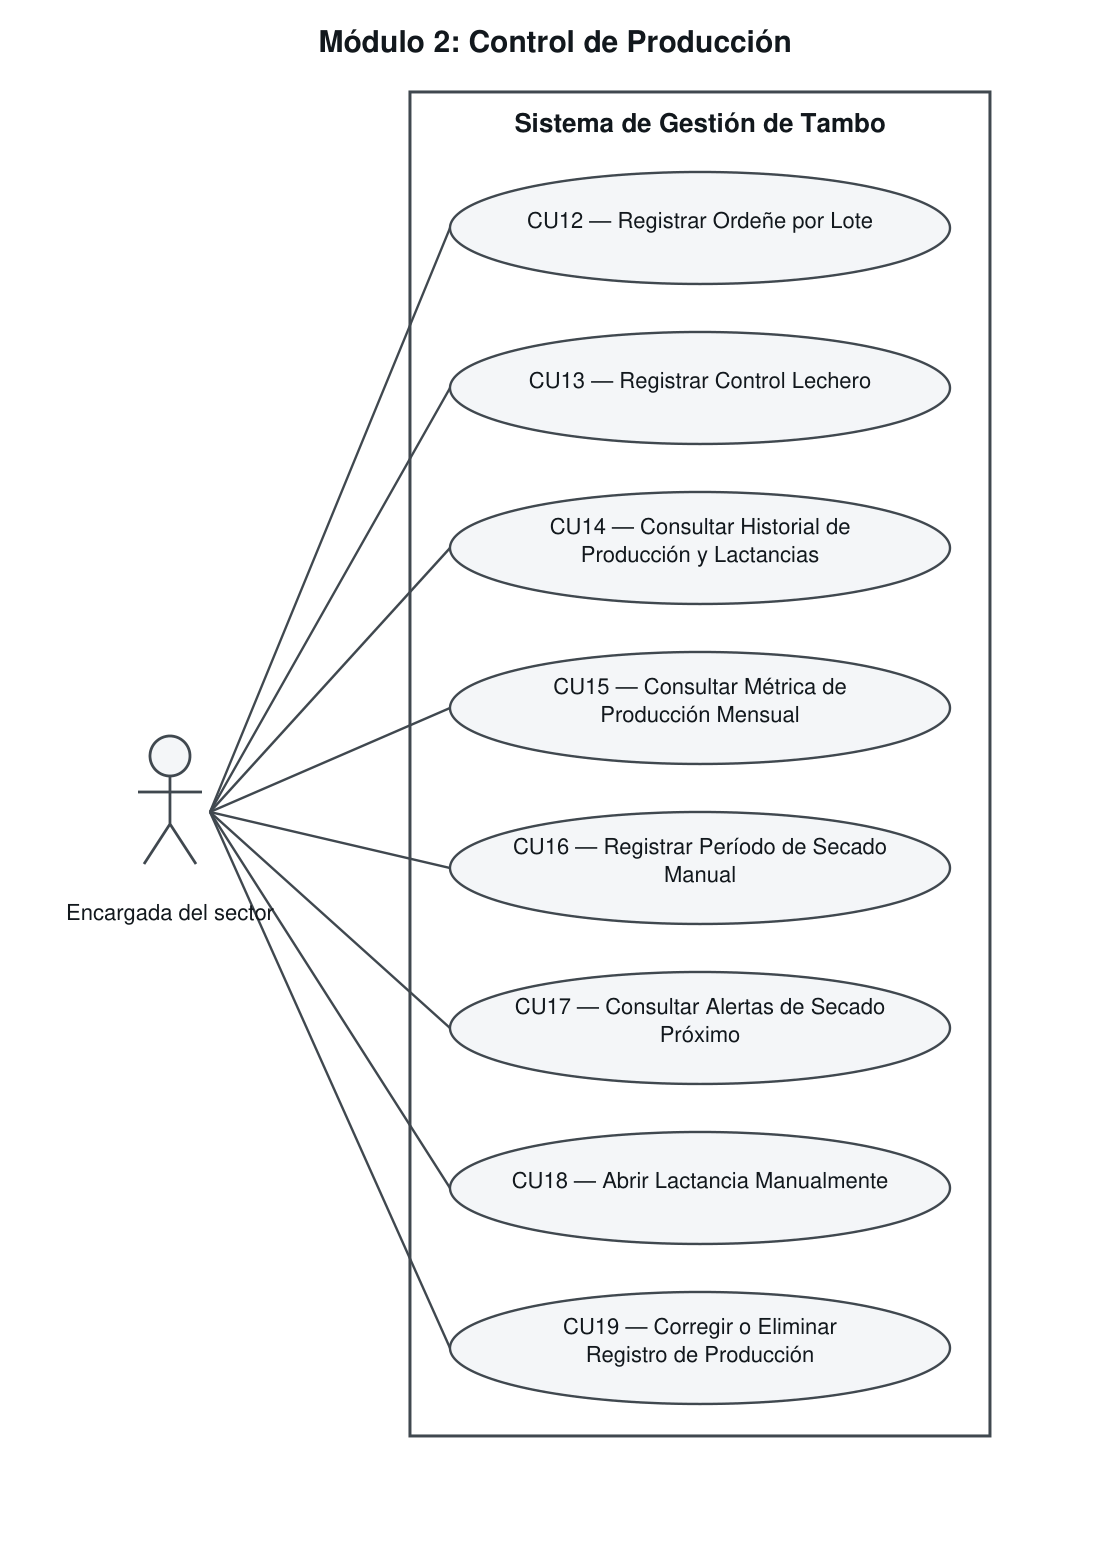 Módulo 2: Control de Producción
Sistema de Gestión de Tambo
CU12 — Registrar Ordeñe por Lote
CU13 — Registrar Control Lechero
CU14 — Consultar Historial de
Producción y Lactancias
CU15 — Consultar Métrica de
Producción Mensual
CU16 — Registrar Período de Secado
Manual
Encargada del sector
CU17 — Consultar Alertas de Secado
Próximo
CU18 — Abrir Lactancia Manualmente
CU19 — Corregir o Eliminar
Registro de Producción